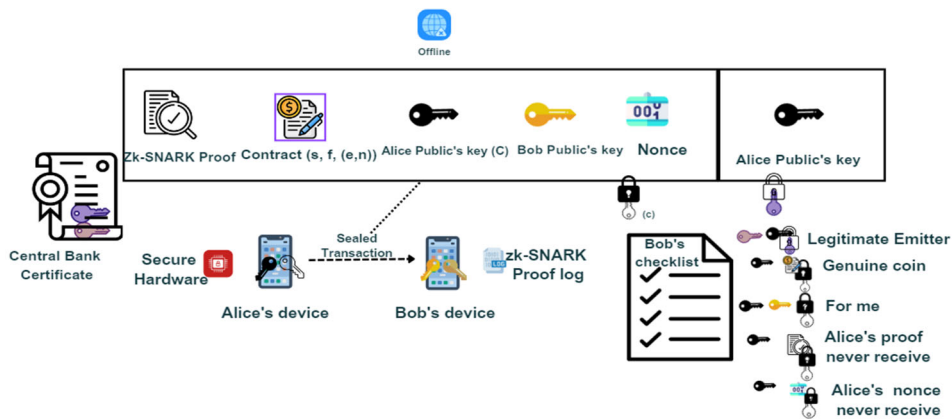 Offline
Zk-SNARK Proof
Contract (s, f, (e,n))
Alice Public's key (C)
Bob Public's key
Nonce
Alice Public's key
(c)
Central Bank
Certificate
Secure
Hardware
Alice's device
Sealed
Transaction
Bob's device
LOG
zk-SNARK
Proof log
Bob's
checklist
Legitimate Emitter
Genuine coin
For me
Alice's proof
never receive
Alice's nonce
never receive